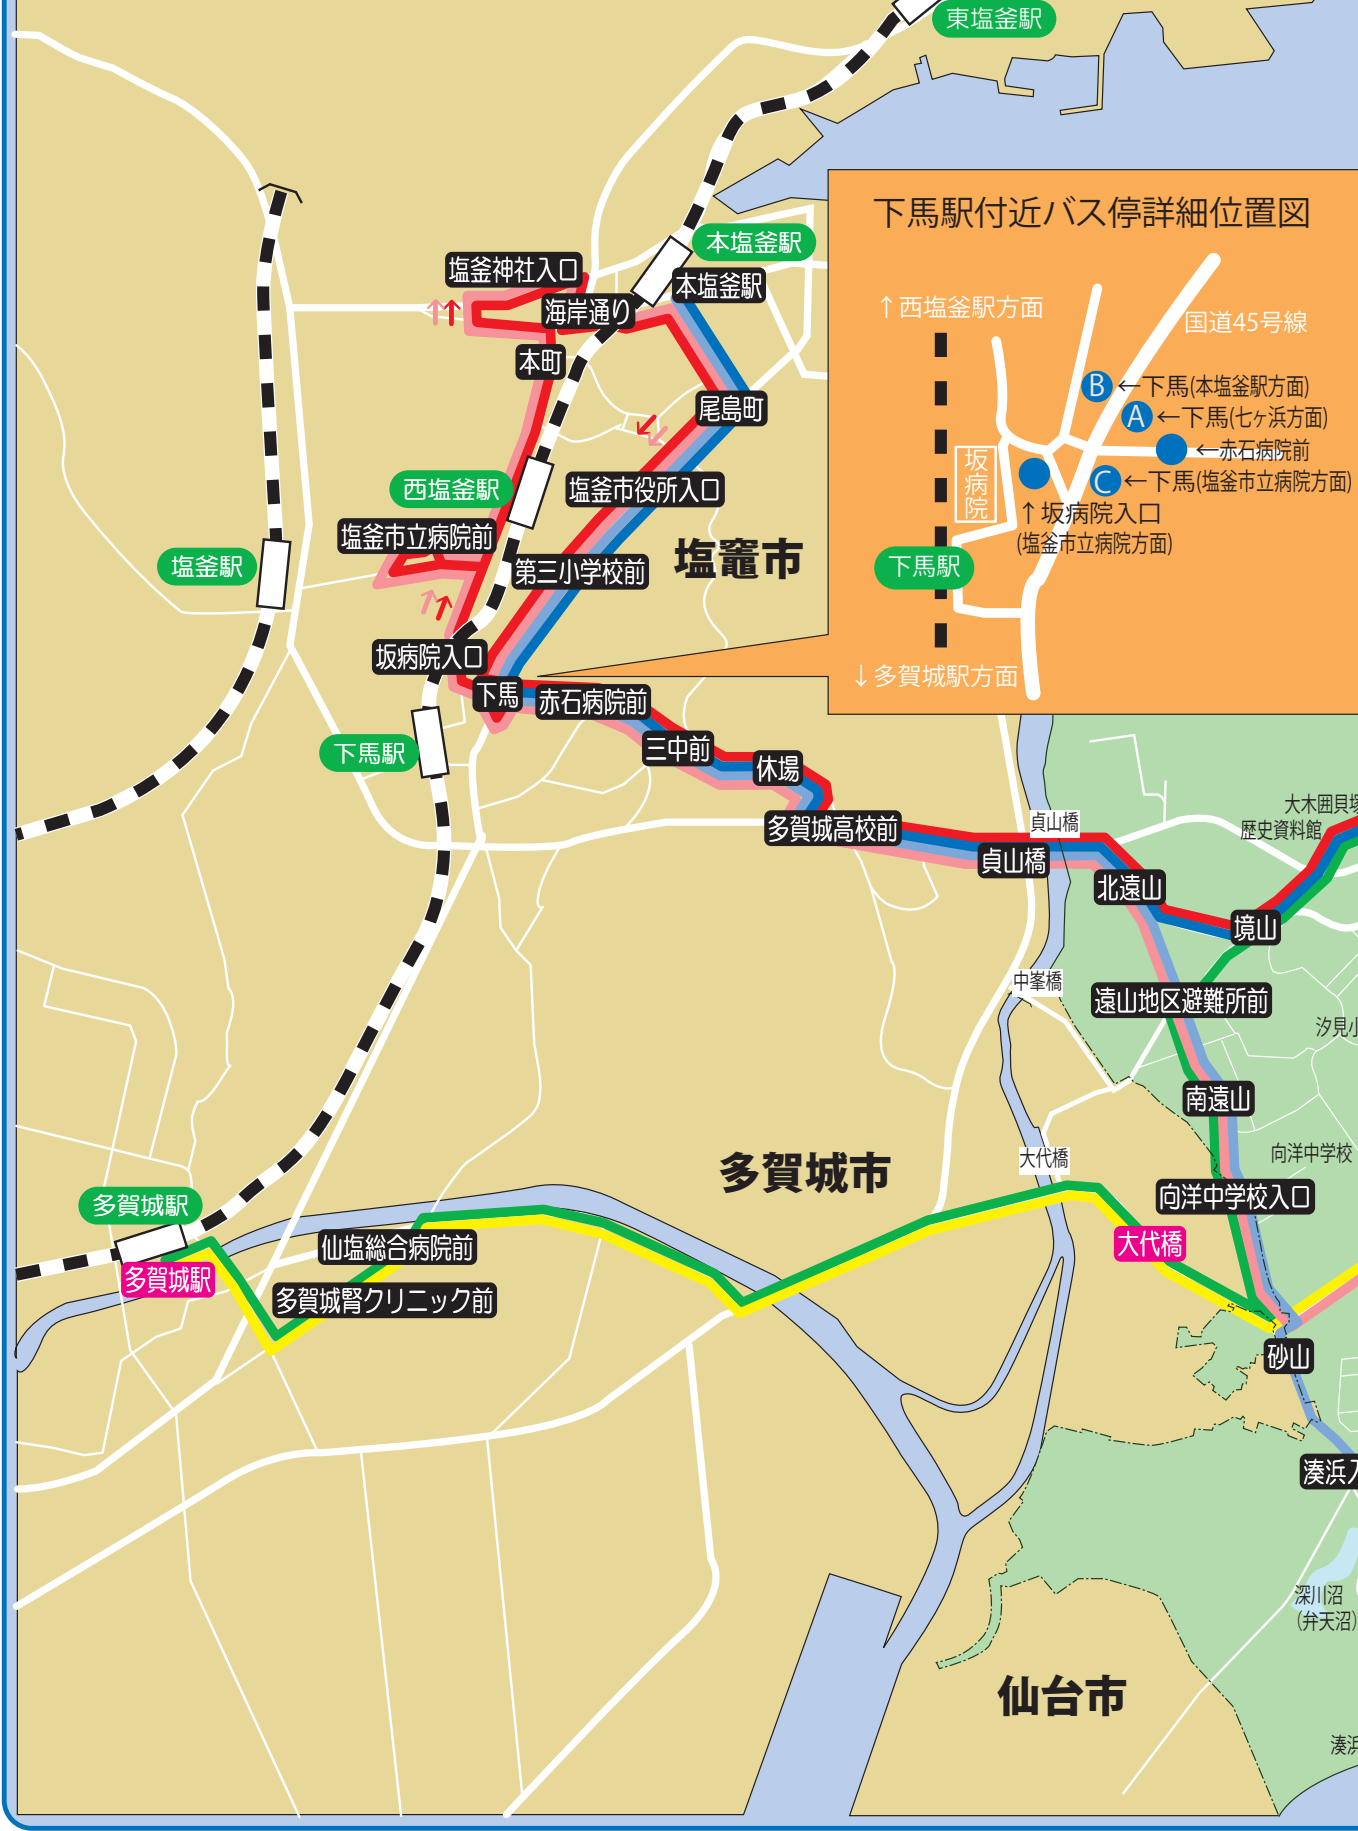 東塩釜駅
下馬駅付近バス停詳細位置図
本塩釜駅
塩釜神社入口
本塩釜駅
海岸通り
↑西塩釜駅方面
国道45号線
本町
B
←下馬(本塩釜駅方面)
尾島町
A
←下馬(七ヶ浜方面)
←赤石病院前
坂病院
西塩釜駅
塩釜市役所入口
C
←下馬(塩釜市立病院方面)
↑坂病院入口
(塩釜市立病院方面)
塩釜市立病院前
塩竈市
塩釜駅
第三小学校前
下馬駅
坂病院入口
↓多賀城駅方面
下馬
赤石病院前
三中前
下馬駅
休場
大木囲貝塚
歴史資料館
多賀城高校前
貞山橋
貞山橋
北遠山
境山
中峯橋
遠山地区避難所前
汐見小
南遠山
向洋中学校
大代橋
多賀城市
向洋中学校入口
多賀城駅
大代橋
仙塩総合病院前
多賀城駅
多賀城腎クリニック前
砂山
湊浜入
深川沼
(弁天沼)
仙台市
湊浜